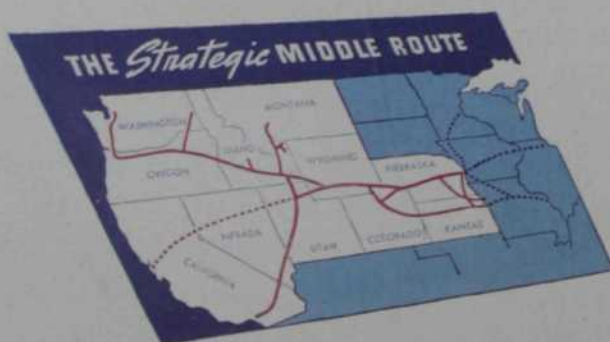 THE Strategic MIDDLE ROUTE
WASHINGTON
MONTANA
OREGON
IDAHO
WYOMING
NEBRASKA
NEVADA
UTAH
COLORADO
KANSAS
CALIFORNIA